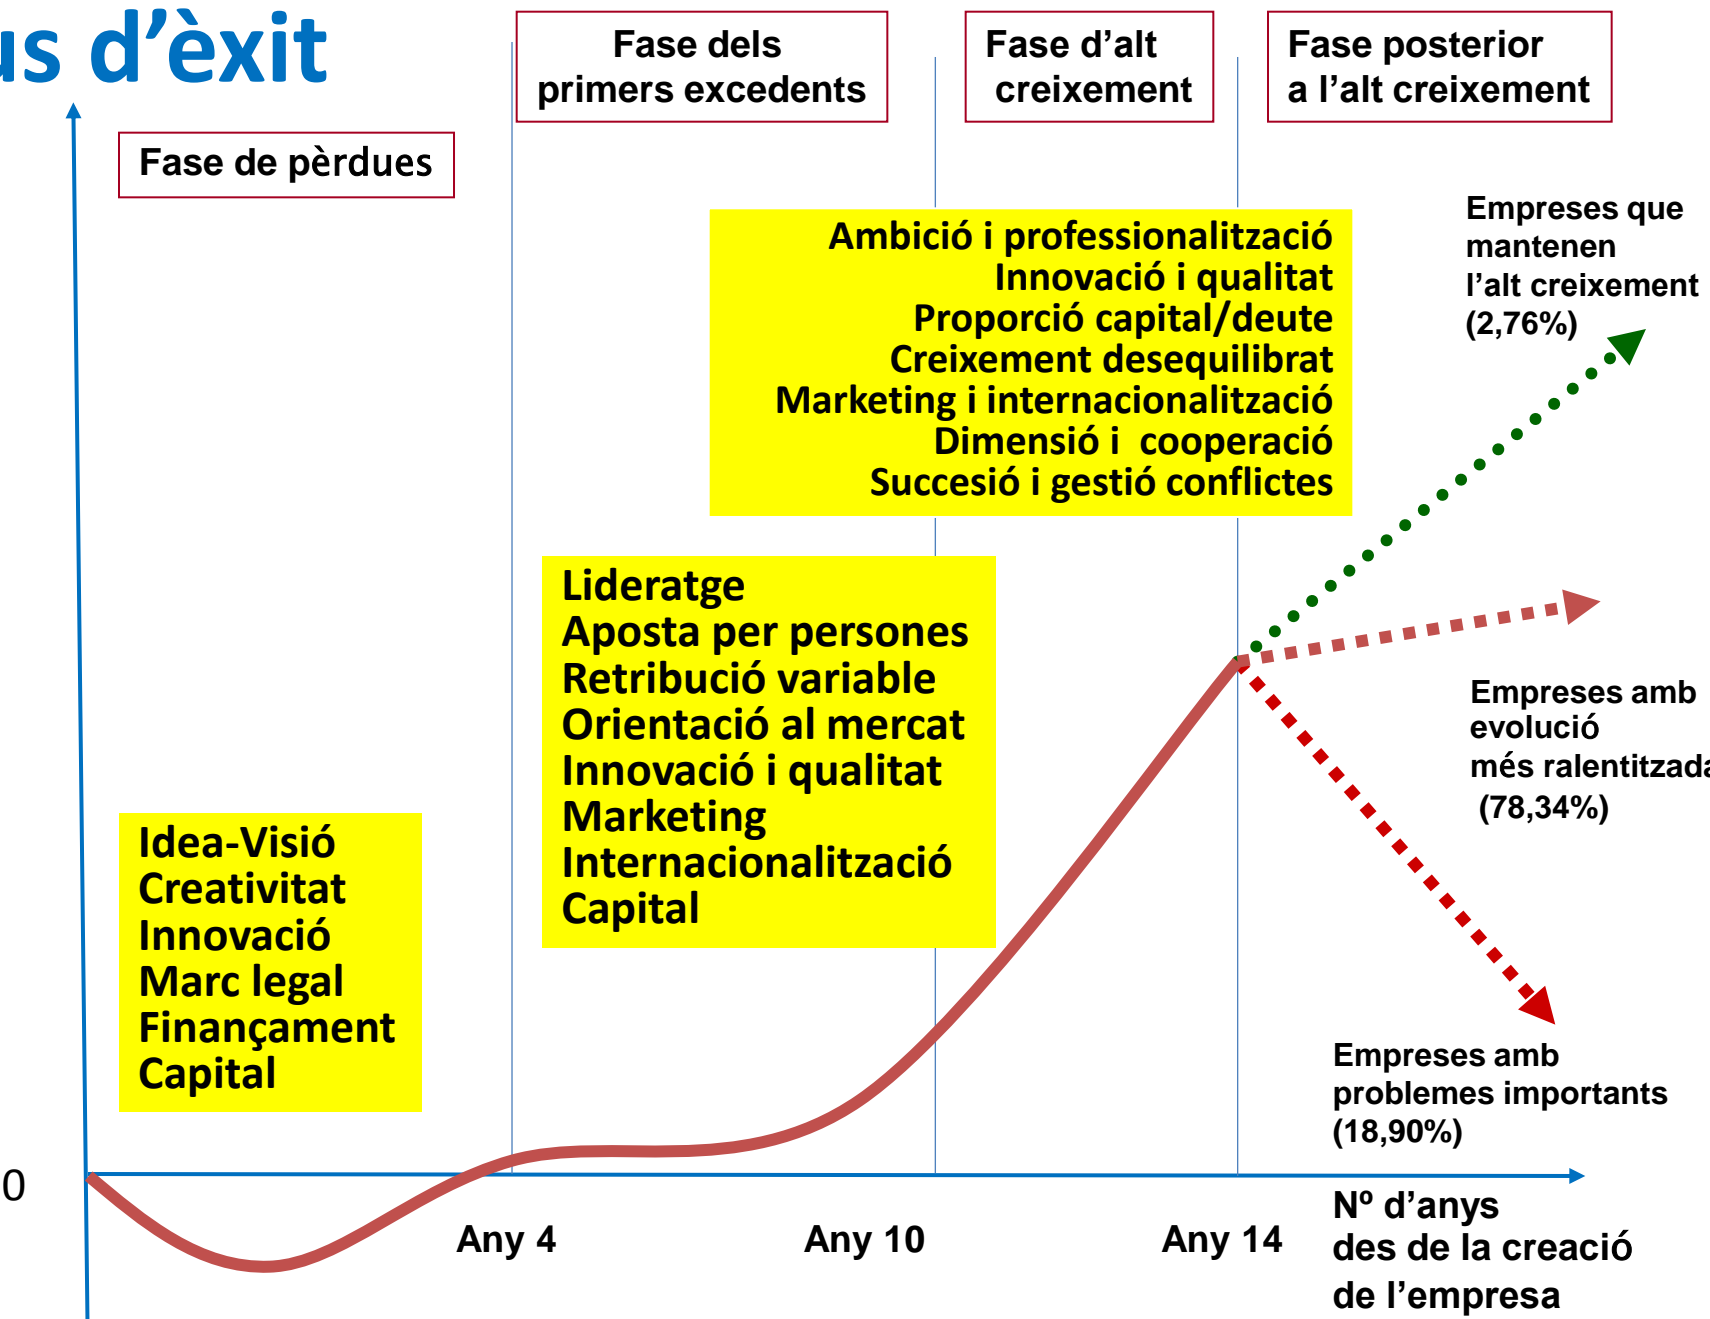 us d’èxit
Fase de pèrdues
Fase dels
primers excedents
Fase d’alt
creixement
Fase posterior
a l’alt creixement
Ambició i professionalització
Innovació i qualitat
Proporció capital/deute
Creixement desequilibrat
Marketing i internacionalització
Dimensió i cooperació
Succesió i gestió conflictes
Empreses que
mantenen
l’alt creixement
(2,76%)
Lideratge
Aposta per persones
Retribució variable
Orientació al mercat
Innovació i qualitat
Marketing
Internacionalització
Capital
Empreses amb
evolució
més ralentitzada
(78,34%)
Idea-Visió
Creativitat
Innovació
Marc legal
Finançament
Capital
Empreses amb
problemes importants
(18,90%)
0
Any 4
Any 10
Any 14
Nº d’anys
des de la creació
de l’empresa